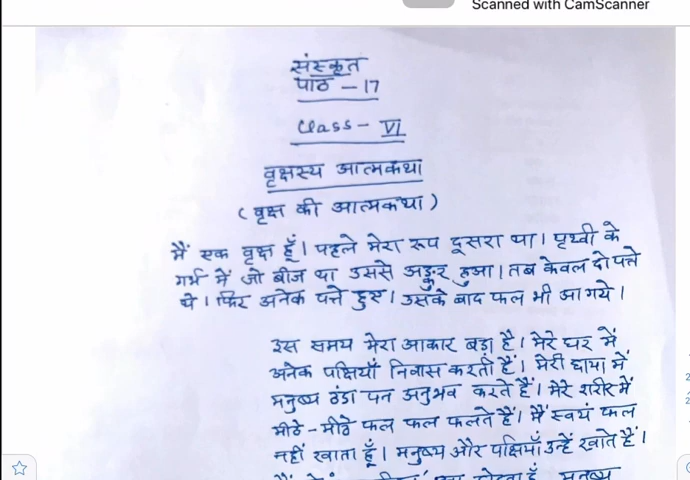 Scanned with CamScanner
संस्कृत
पाठ - 17
Class - VI
वृक्षस्य आत्मकथा
( वृक्ष की आत्मकथा )
मैं एक वृक्ष हूँ। पहले मेरा रूप दूसरा था। पृथ्वी के
गर्भ में जो बीज था उससे अङ्कुर हुआ। तब केवल दो पत्ते
थे। फिर अनेक पत्ते हुए। उसके बाद फल भी आ गये।
इस समय मेरा आकार बड़ा है। मेरे घर में
अनेक पक्षियाँ निवास करती हैं। मेरी छाया में
मनुष्य ठंडा पन अनुभव करते हैं। मेरे शरीर में
मीठे - मीठे फल फल फलते हैं। मैं स्वयं फल
नहीं खाता हूँ। मनुष्य और पक्षियाँ उन्हें खाते हैं।